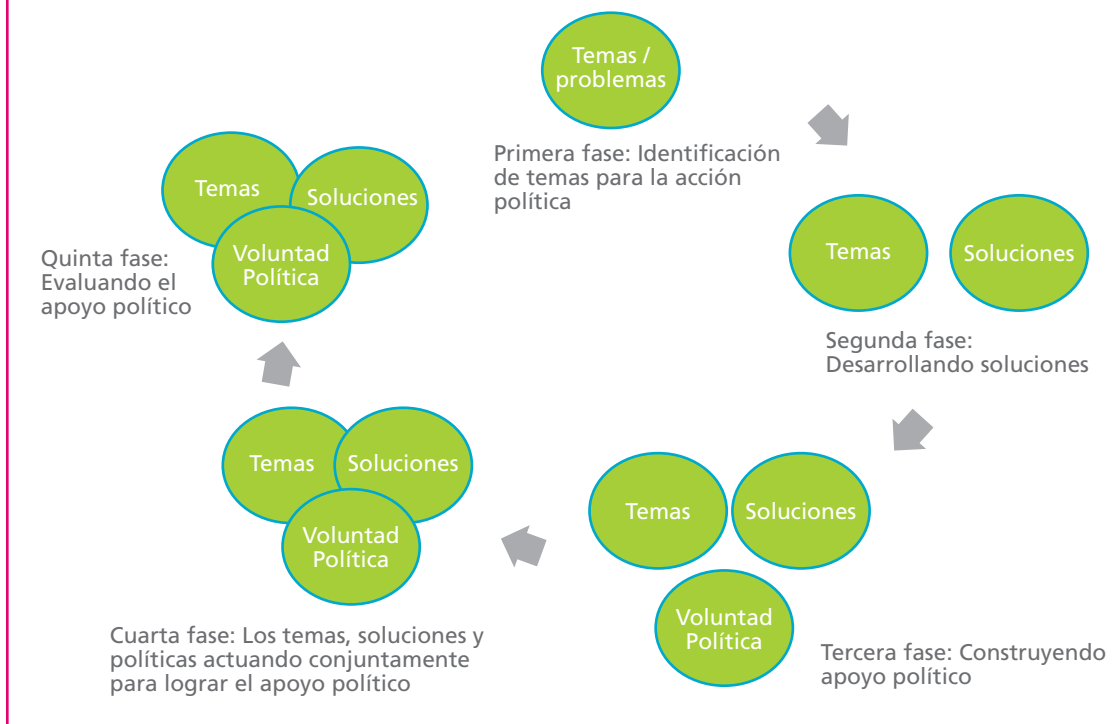 Temas /
problemas
Primera fase: Identificación
de temas para la acción
política
Temas
Soluciones
Segunda fase:
Desarrollando soluciones
Temas
Soluciones
Voluntad
Política
Tercera fase: Construyendo
apoyo político
Temas
Soluciones
Voluntad
Política
Cuarta fase: Los temas, soluciones y
políticas actuando conjuntamente
para lograr el apoyo político
Temas
Soluciones
Voluntad
Política
Quinta fase:
Evaluando el
apoyo político